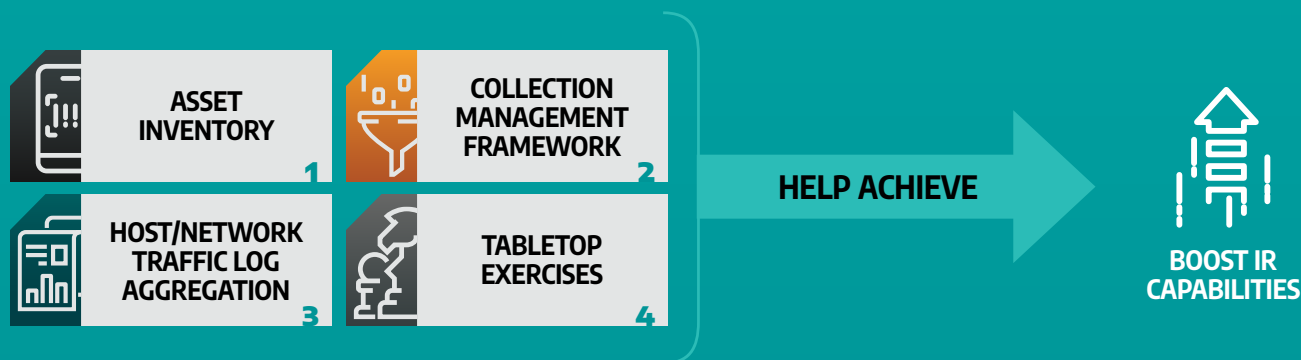 ASSET
INVENTORY
1
COLLECTION
MANAGEMENT
FRAMEWORK
2
HOST/NETWORK
TRAFFIC LOG
AGGREGATION
3
TABLETOP
EXERCISES
4
HELP ACHIEVE
BOOST IR
CAPABILITIES